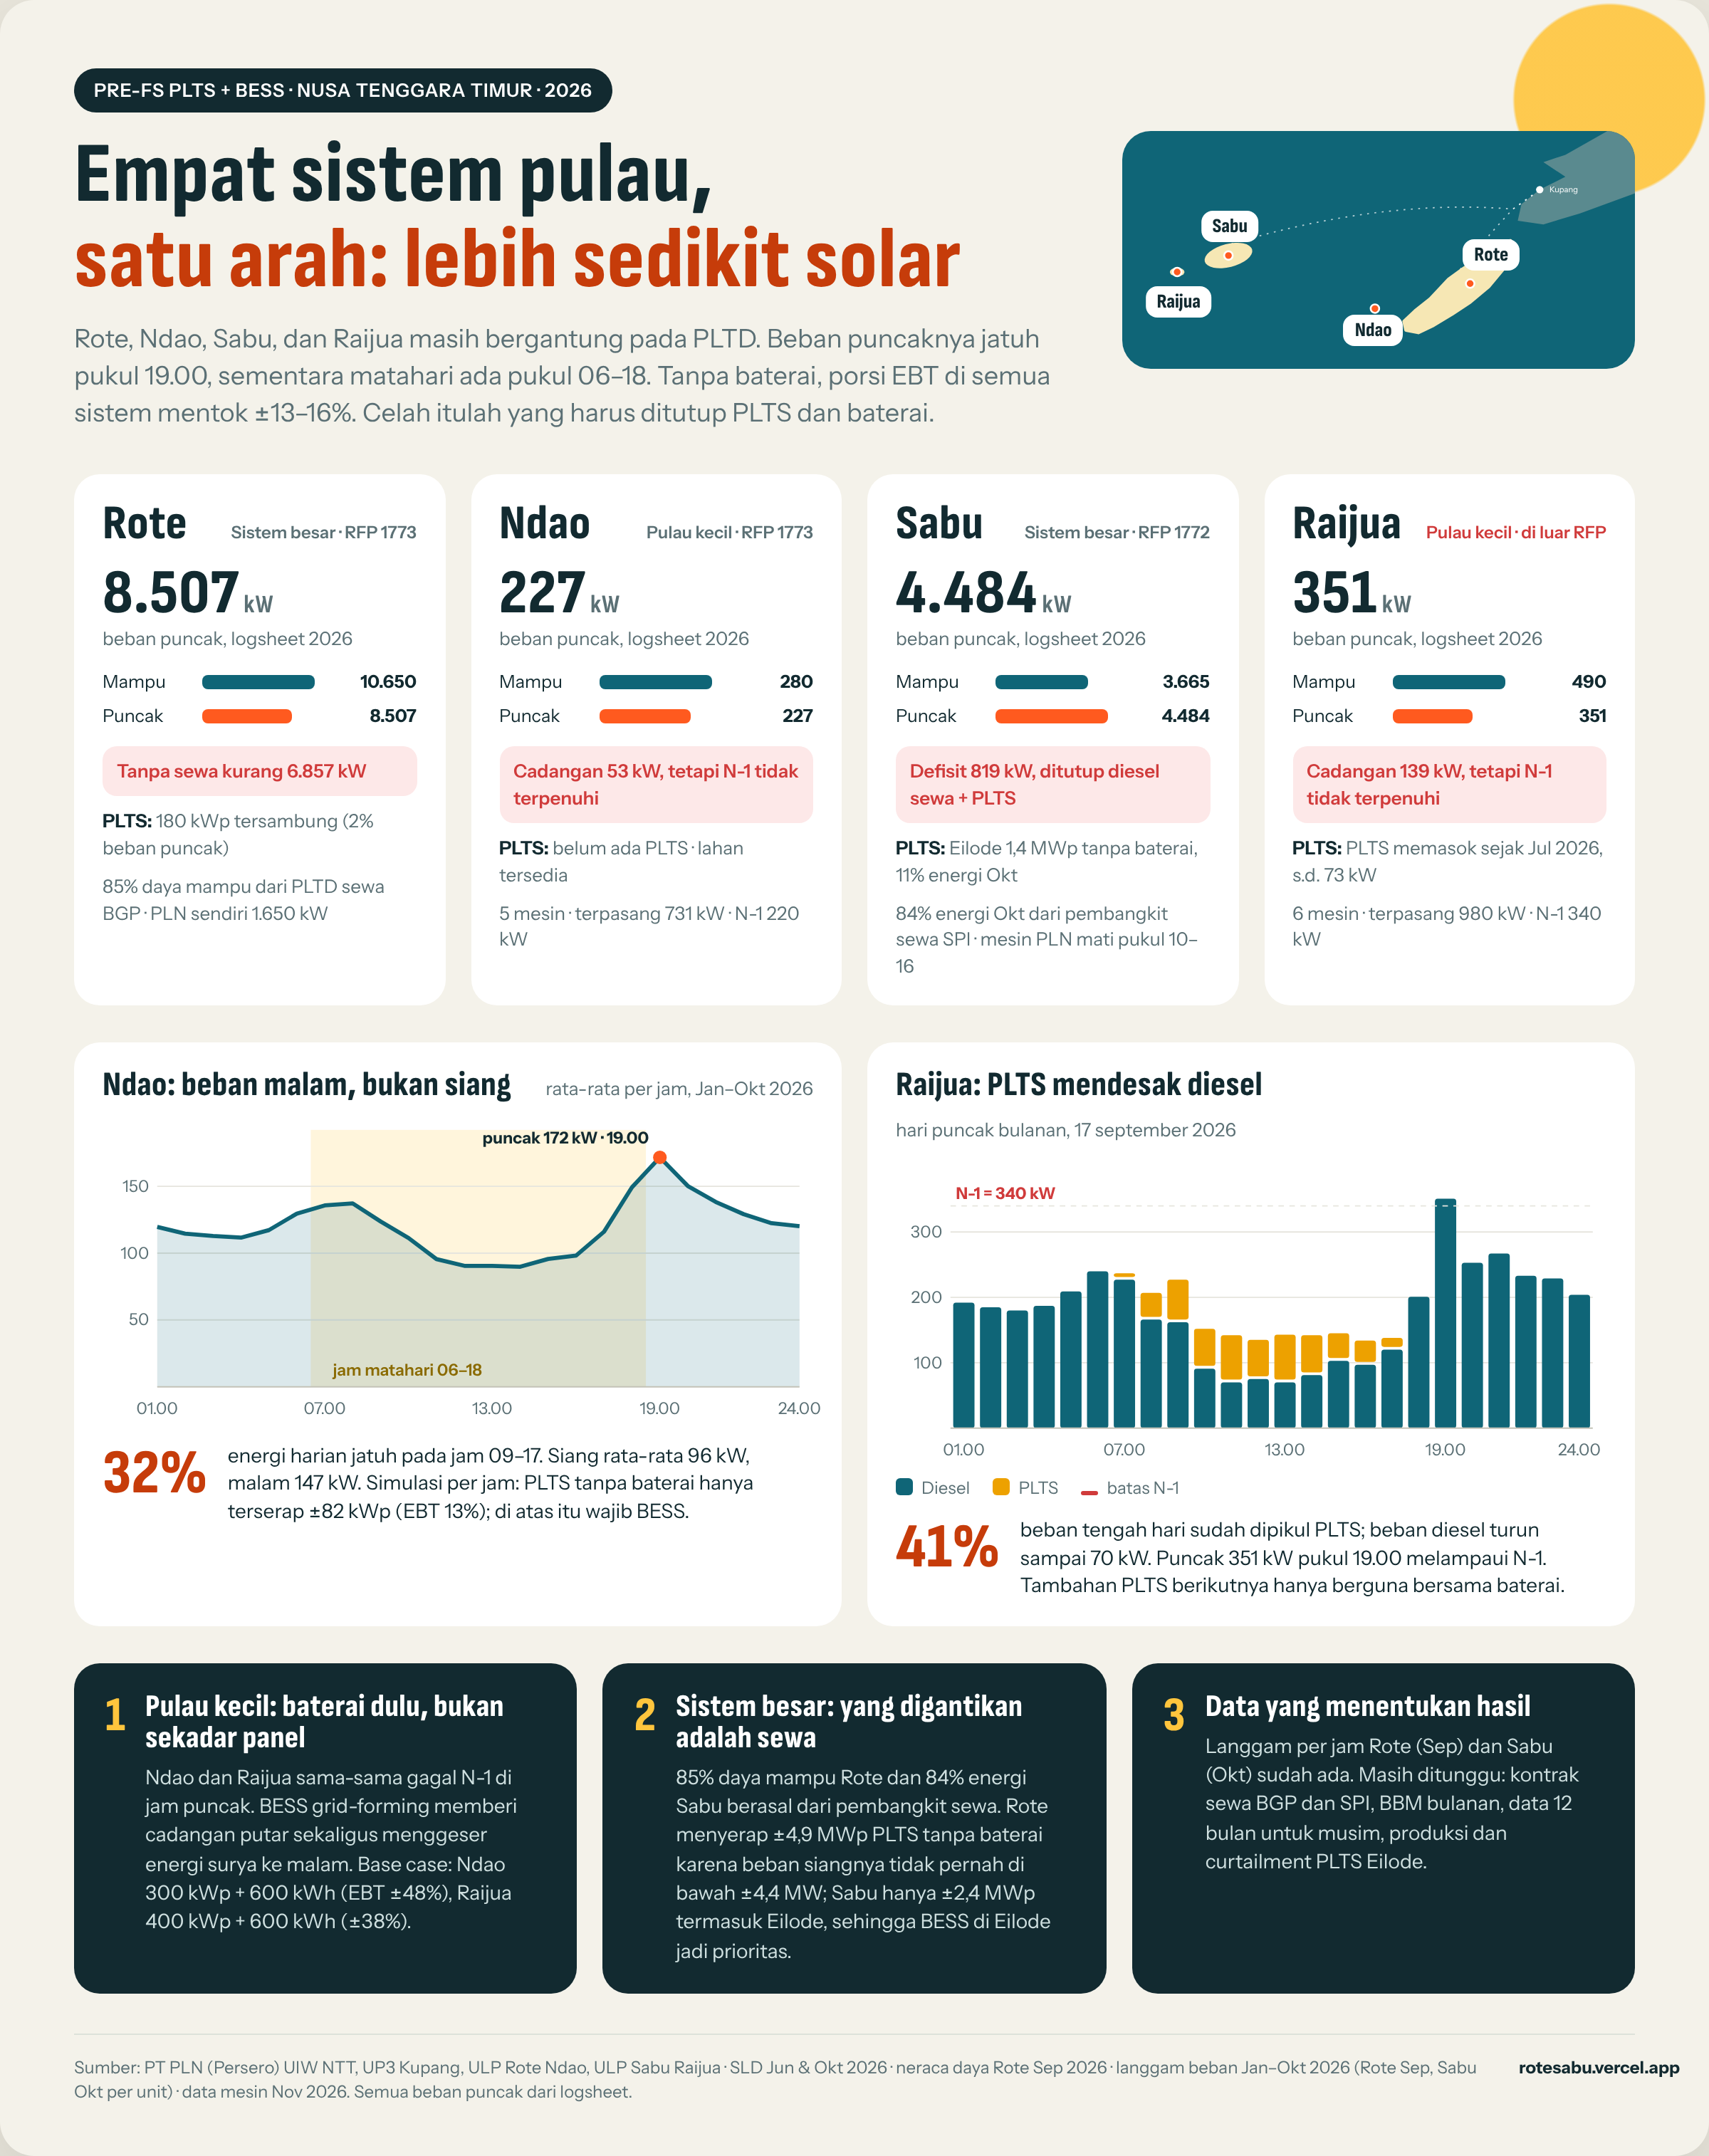 PRE-FS PLTS + BESS · NUSA TENGGARA TIMUR · 2026
Empat sistem pulau,
satu arah: lebih sedikit solar
Rote, Ndao, Sabu, dan Raijua masih bergantung pada PLTD. Beban puncaknya jatuh
pukul 19.00, sementara matahari ada pukul 06–18. Tanpa baterai, porsi EBT di semua
sistem mentok ±13–16%. Celah itulah yang harus ditutup PLTS dan baterai.
Kupang
Sabu
Rote
Raijua
Ndao
Rote
Sistem besar · RFP 1773
8.507 kW
beban puncak, logsheet 2026
Mampu 10.650
Puncak 8.507
Tanpa sewa kurang 6.857 kW
PLTS: 180 kWp tersambung (2%
beban puncak)
85% daya mampu dari PLTD sewa
BGP · PLN sendiri 1.650 kW
Ndao
Pulau kecil · RFP 1773
227 kW
beban puncak, logsheet 2026
Mampu 280
Puncak 227
Cadangan 53 kW, tetapi N-1 tidak
terpenuhi
PLTS: belum ada PLTS · lahan
tersedia
5 mesin · terpasang 731 kW · N-1 220
kW
Sabu
Sistem besar · RFP 1772
4.484 kW
beban puncak, logsheet 2026
Mampu 3.665
Puncak 4.484
Defisit 819 kW, ditutup diesel
sewa + PLTS
PLTS: Eilode 1,4 MWp tanpa baterai,
11% energi Okt
84% energi Okt dari pembangkit
sewa SPI · mesin PLN mati pukul 10–
16
Raijua
Pulau kecil · di luar RFP
351 kW
beban puncak, logsheet 2026
Mampu 490
Puncak 351
Cadangan 139 kW, tetapi N-1
tidak terpenuhi
PLTS: PLTS memasok sejak Jul 2026,
s.d. 73 kW
6 mesin · terpasang 980 kW · N-1 340
kW
Ndao: beban malam, bukan siang
rata-rata per jam, Jan–Okt 2026
puncak 172 kW · 19.00
150
100
50
jam matahari 06–18
01.00 07.00 13.00 19.00 24.00
32%
energi harian jatuh pada jam 09–17. Siang rata-rata 96 kW,
malam 147 kW. Simulasi per jam: PLTS tanpa baterai hanya
terserap ±82 kWp (EBT 13%); di atas itu wajib BESS.
Raijua: PLTS mendesak diesel
hari puncak bulanan, 17 september 2026
N-1 = 340 kW
300
200
100
01.00 07.00 13.00 19.00 24.00
Diesel PLTS batas N-1
41%
beban tengah hari sudah dipikul PLTS; beban diesel turun
sampai 70 kW. Puncak 351 kW pukul 19.00 melampaui N-1.
Tambahan PLTS berikutnya hanya berguna bersama baterai.
1
Pulau kecil: baterai dulu, bukan
sekadar panel
Ndao dan Raijua sama-sama gagal N-1 di
jam puncak. BESS grid-forming memberi
cadangan putar sekaligus menggeser
energi surya ke malam. Base case: Ndao
300 kWp + 600 kWh (EBT ±48%), Raijua
400 kWp + 600 kWh (±38%).
2
Sistem besar: yang digantikan
adalah sewa
85% daya mampu Rote dan 84% energi
Sabu berasal dari pembangkit sewa. Rote
menyerap ±4,9 MWp PLTS tanpa baterai
karena beban siangnya tidak pernah di
bawah ±4,4 MW; Sabu hanya ±2,4 MWp
termasuk Eilode, sehingga BESS di Eilode
jadi prioritas.
3
Data yang menentukan hasil
Langgam per jam Rote (Sep) dan Sabu
(Okt) sudah ada. Masih ditunggu: kontrak
sewa BGP dan SPI, BBM bulanan, data 12
bulan untuk musim, produksi dan
curtailment PLTS Eilode.
Sumber: PT PLN (Persero) UIW NTT, UP3 Kupang, ULP Rote Ndao, ULP Sabu Raijua · SLD Jun & Okt 2026 · neraca daya Rote Sep 2026 · langgam beban Jan–Okt 2026 (Rote Sep, Sabu
Okt per unit) · data mesin Nov 2026. Semua beban puncak dari logsheet.
rotesabu.vercel.app